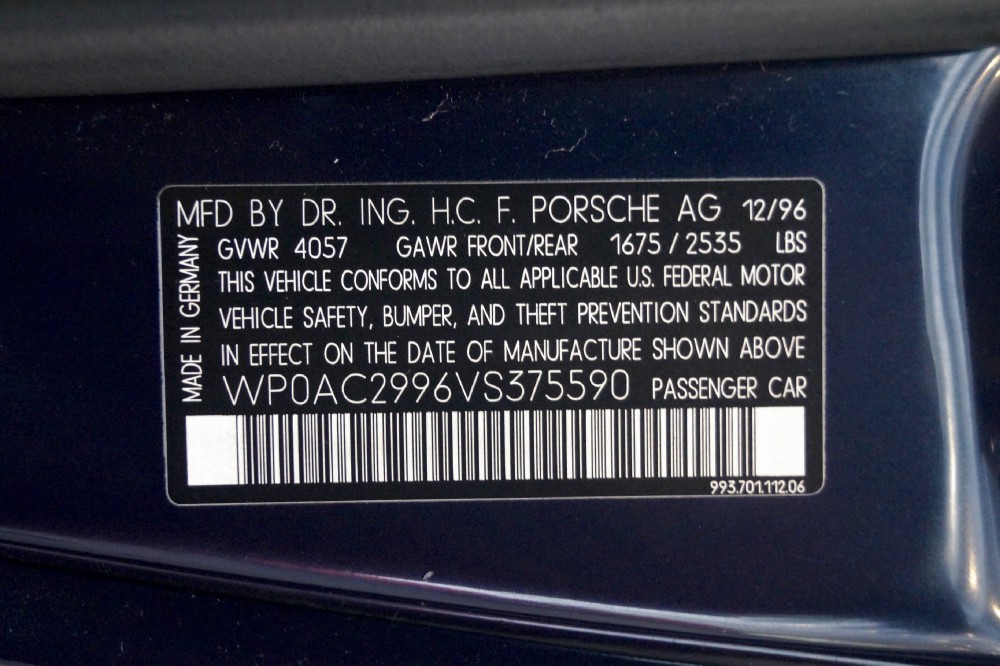 MFD BY DR. ING. H.C. F. PORSCHE AG 12/96
GVWR 4057 GAWR FRONT/REAR 1675 / 2535 LBS
THIS VEHICLE CONFORMS TO ALL APPLICABLE U.S. FEDERAL MOTOR
VEHICLE SAFETY, BUMPER, AND THEFT PREVENTION STANDARDS
IN EFFECT ON THE DATE OF MANUFACTURE SHOWN ABOVE
WP0AC2996VS375590 PASSENGER CAR
MADE IN GERMANY
993.701.112.06